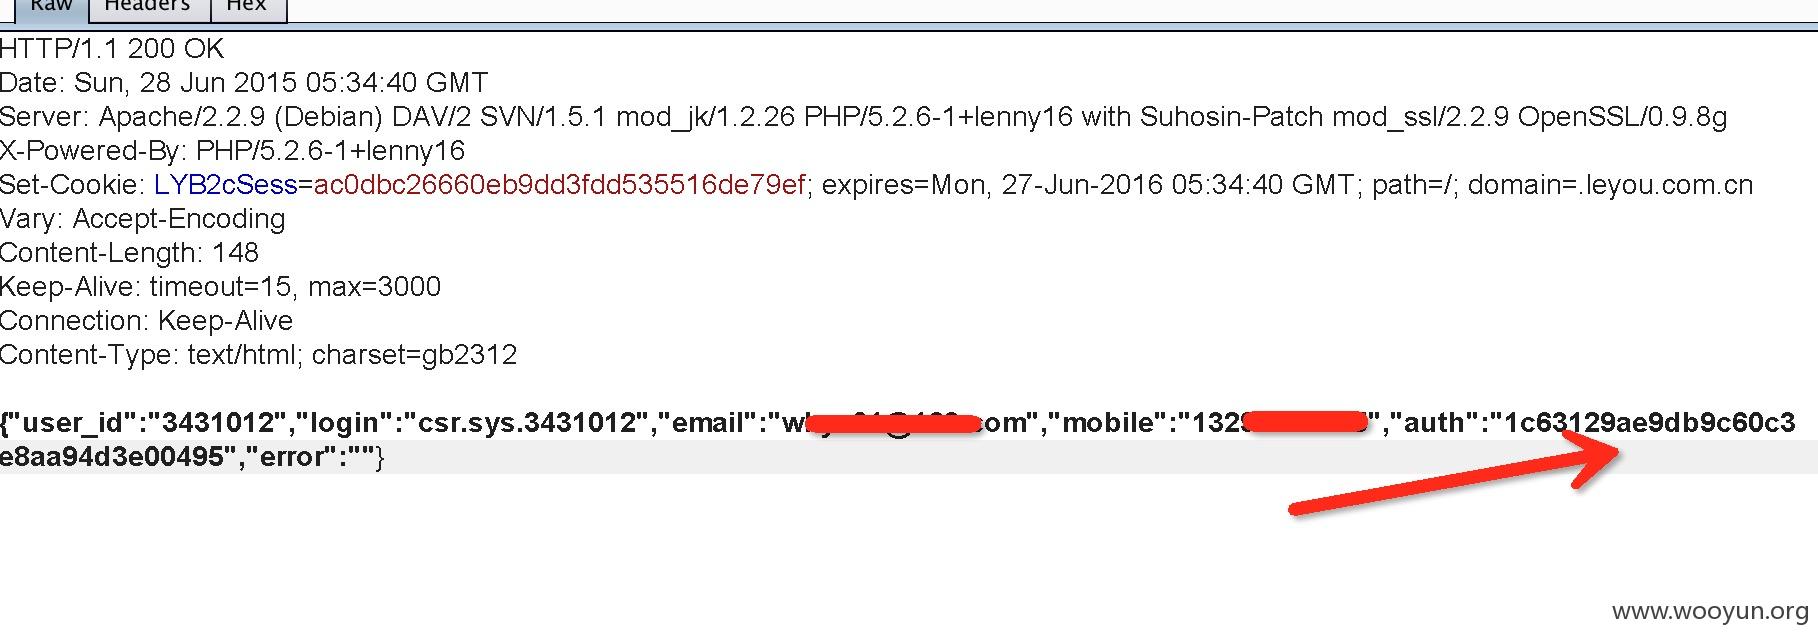 Raw Headers Hex
HTTP/1.1 200 OK
Date: Sun, 28 Jun 2015 05:34:40 GMT
Server: Apache/2.2.9 (Debian) DAV/2 SVN/1.5.1 mod_jk/1.2.26 PHP/5.2.6-1+lenny16 with Suhosin-Patch mod_ssl/2.2.9 OpenSSL/0.9.8g
X-Powered-By: PHP/5.2.6-1+lenny16
Set-Cookie: LYB2cSess=ac0dbc26660eb9dd3fdd535516de79ef; expires=Mon, 27-Jun-2016 05:34:40 GMT; path=/; domain=.leyou.com.cn
Vary: Accept-Encoding
Content-Length: 148
Keep-Alive: timeout=15, max=3000
Connection: Keep-Alive
Content-Type: text/html; charset=gb2312
{"user_id":"3431012","login":"csr.sys.3431012","email":" ","mobile":" ","auth":"1c63129ae9db9c60c3
e8aa94d3e00495","error":""}
www.wooyun.org